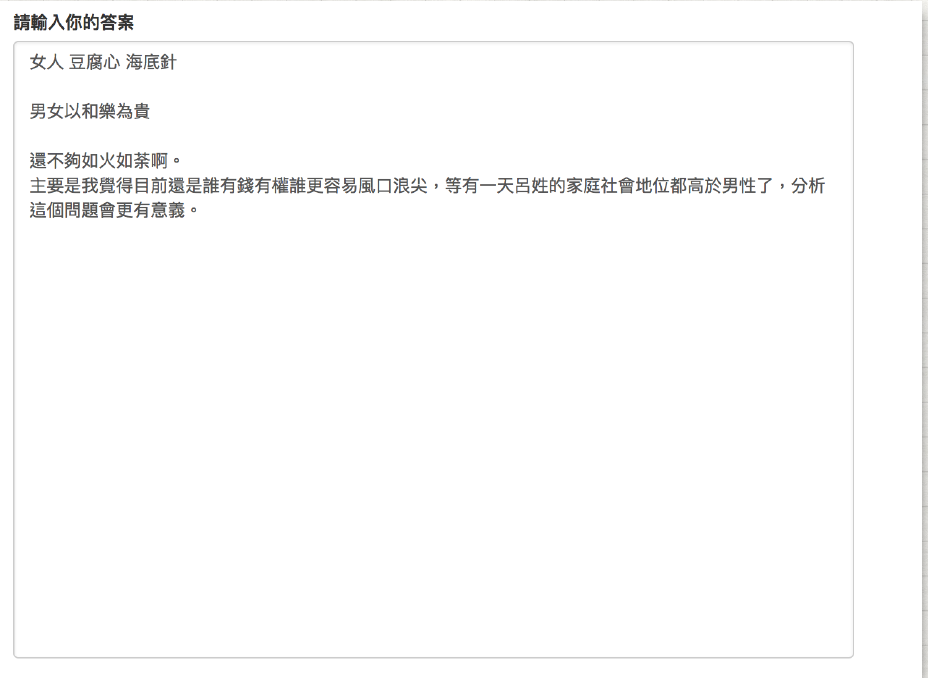 請輸入你的答案
女人 豆腐心 海底針
男女以和樂為貴
還不夠如火如荼啊。
主要是我覺得目前還是誰有錢有權誰更容易風口浪尖，等有一天呂姓的家庭社會地位都高於男性了，分析
這個問題會更有意義。